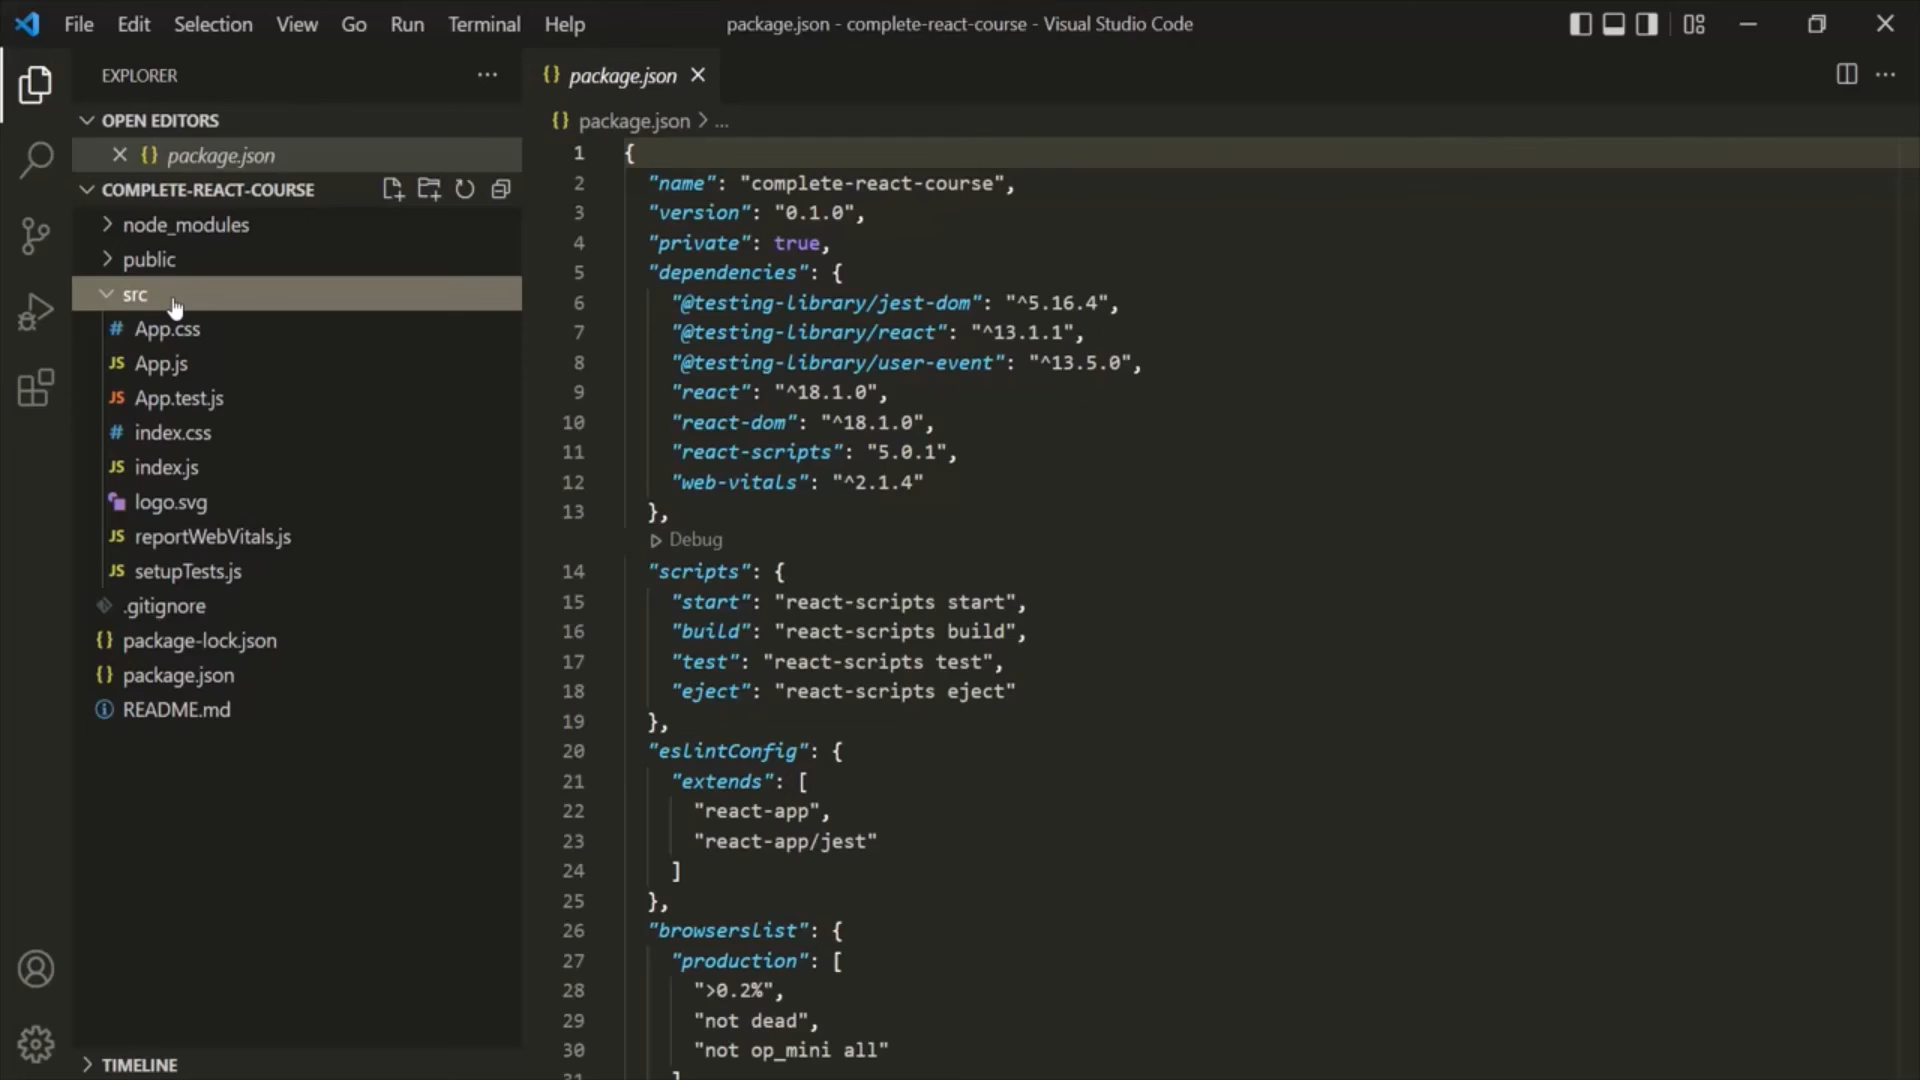 File Edit Selection View Go Run Terminal Help
package.json - complete-react-course - Visual Studio Code
EXPLORER
OPEN EDITORS
{} package.json
COMPLETE-REACT-COURSE
node_modules
public
src
# App.css
JS App.js
JS App.test.js
# index.css
JS index.js
logo.svg
JS reportWebVitals.js
JS setupTests.js
.gitignore
{} package-lock.json
{} package.json
README.md
TIMELINE
{} package.json
{} package.json > ...
1 {
2 "name": "complete-react-course",
3 "version": "0.1.0",
4 "private": true,
5 "dependencies": {
6 "@testing-library/jest-dom": "^5.16.4",
7 "@testing-library/react": "^13.1.1",
8 "@testing-library/user-event": "^13.5.0",
9 "react": "^18.1.0",
10 "react-dom": "^18.1.0",
11 "react-scripts": "5.0.1",
12 "web-vitals": "^2.1.4"
13 },
Debug
14 "scripts": {
15 "start": "react-scripts start",
16 "build": "react-scripts build",
17 "test": "react-scripts test",
18 "eject": "react-scripts eject"
19 },
20 "eslintConfig": {
21 "extends": [
22 "react-app",
23 "react-app/jest"
24 ]
25 },
26 "browserslist": {
27 "production": [
28 ">0.2%",
29 "not dead",
30 "not op_mini all"